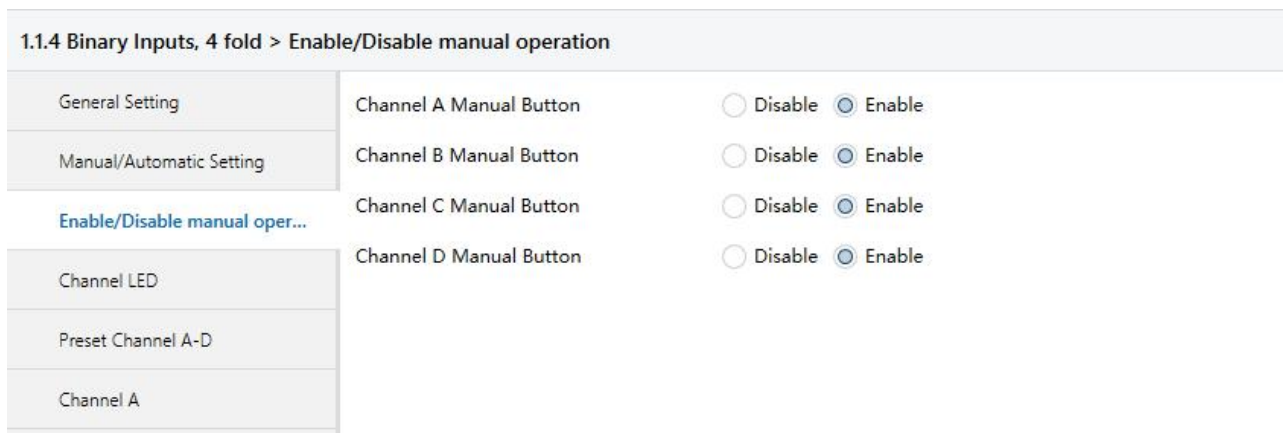 1.1.4 Binary Inputs, 4 fold > Enable/Disable manual operation
General Setting
Manual/Automatic Setting
Enable/Disable manual oper...
Channel LED
Preset Channel A-D
Channel A
Channel A Manual Button Disable Enable
Channel B Manual Button Disable Enable
Channel C Manual Button Disable Enable
Channel D Manual Button Disable Enable